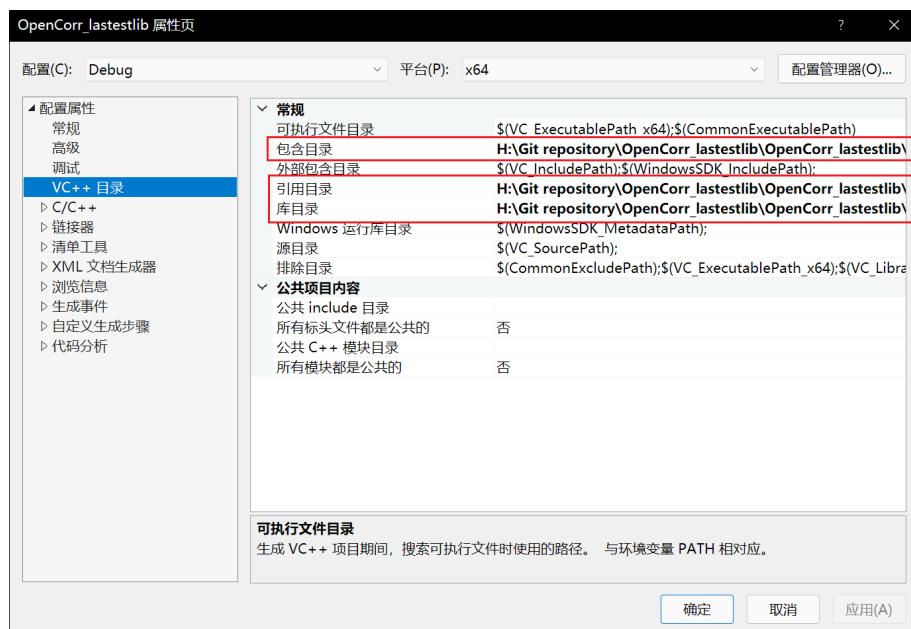 OpenCorr_lastestlib 属性页 ? ×
配置(C): Debug 平台(P): x64 配置管理器(O)...
配置属性
常规
高级
调试
VC++ 目录
C/C++
链接器
清单工具
XML 文档生成器
浏览信息
生成事件
自定义生成步骤
代码分析
常规
可执行文件目录 $(VC_ExecutablePath_x64);$(CommonExecutablePath)
包含目录 H:\Git repository\OpenCorr_lastestlib\OpenCorr_lastestlib\
外部包含目录 $(VC_IncludePath);$(WindowsSDK_IncludePath);
引用目录 H:\Git repository\OpenCorr_lastestlib\OpenCorr_lastestlib\
库目录 H:\Git repository\OpenCorr_lastestlib\OpenCorr_lastestlib\
Windows 运行库目录 $(WindowsSDK_MetadataPath);
源目录 $(VC_SourcePath);
排除目录 $(CommonExcludePath);$(VC_ExecutablePath_x64);$(VC_Libra
公共项目内容
公共 include 目录
所有标头文件都是公共的 否
公共 C++ 模块目录
所有模块都是公共的 否
可执行文件目录
生成 VC++ 项目期间，搜索可执行文件时使用的路径。 与环境变量 PATH 相对应。
确定 取消 应用(A)